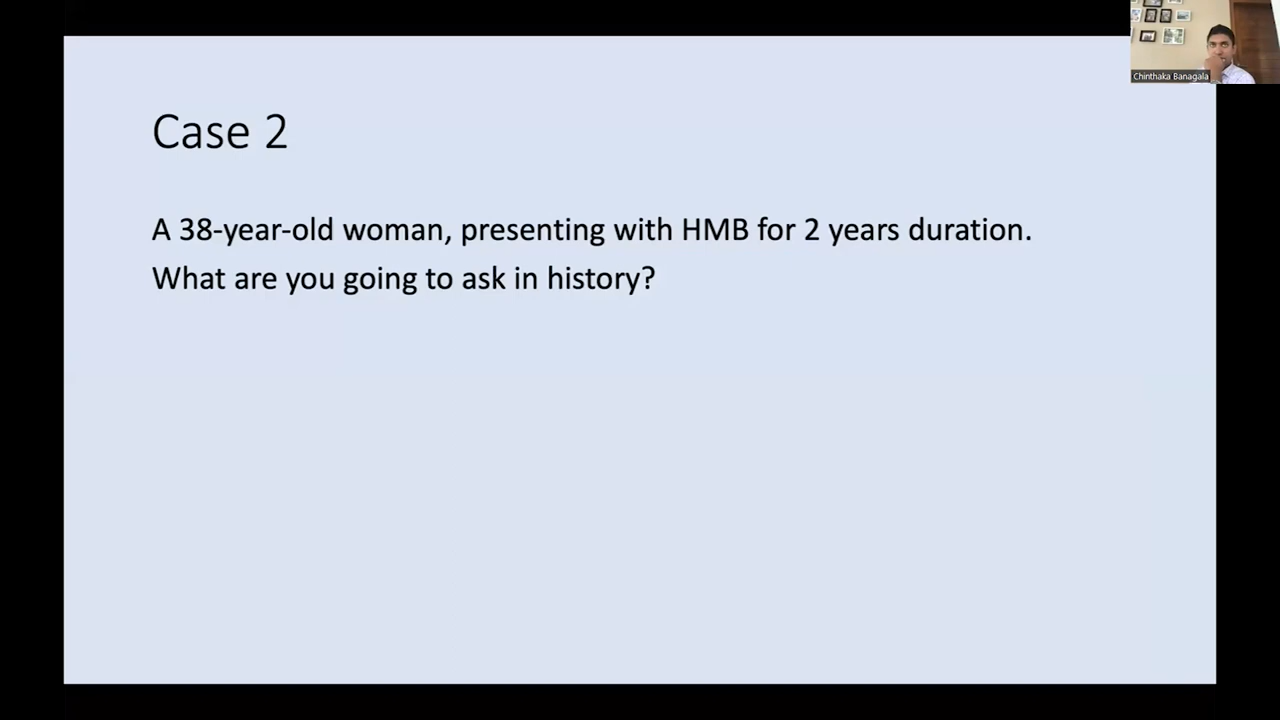 Chinthaka Banagala
Case 2
A 38-year-old woman, presenting with HMB for 2 years duration.
What are you going to ask in history?